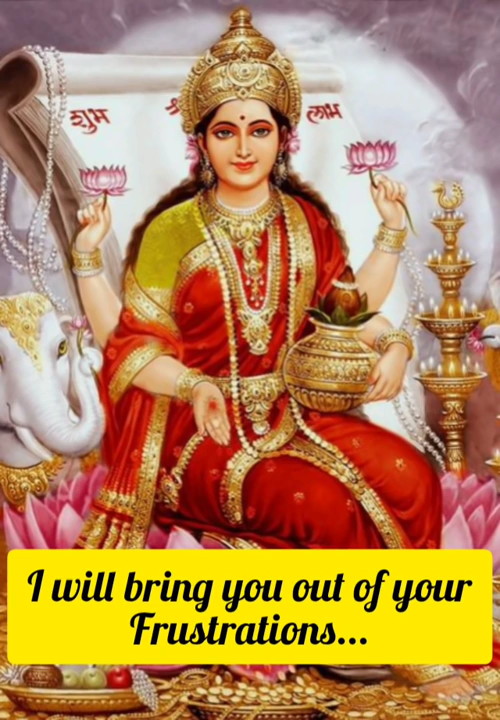 शुभ
लाभ
I will bring you out of your
Frustrations...